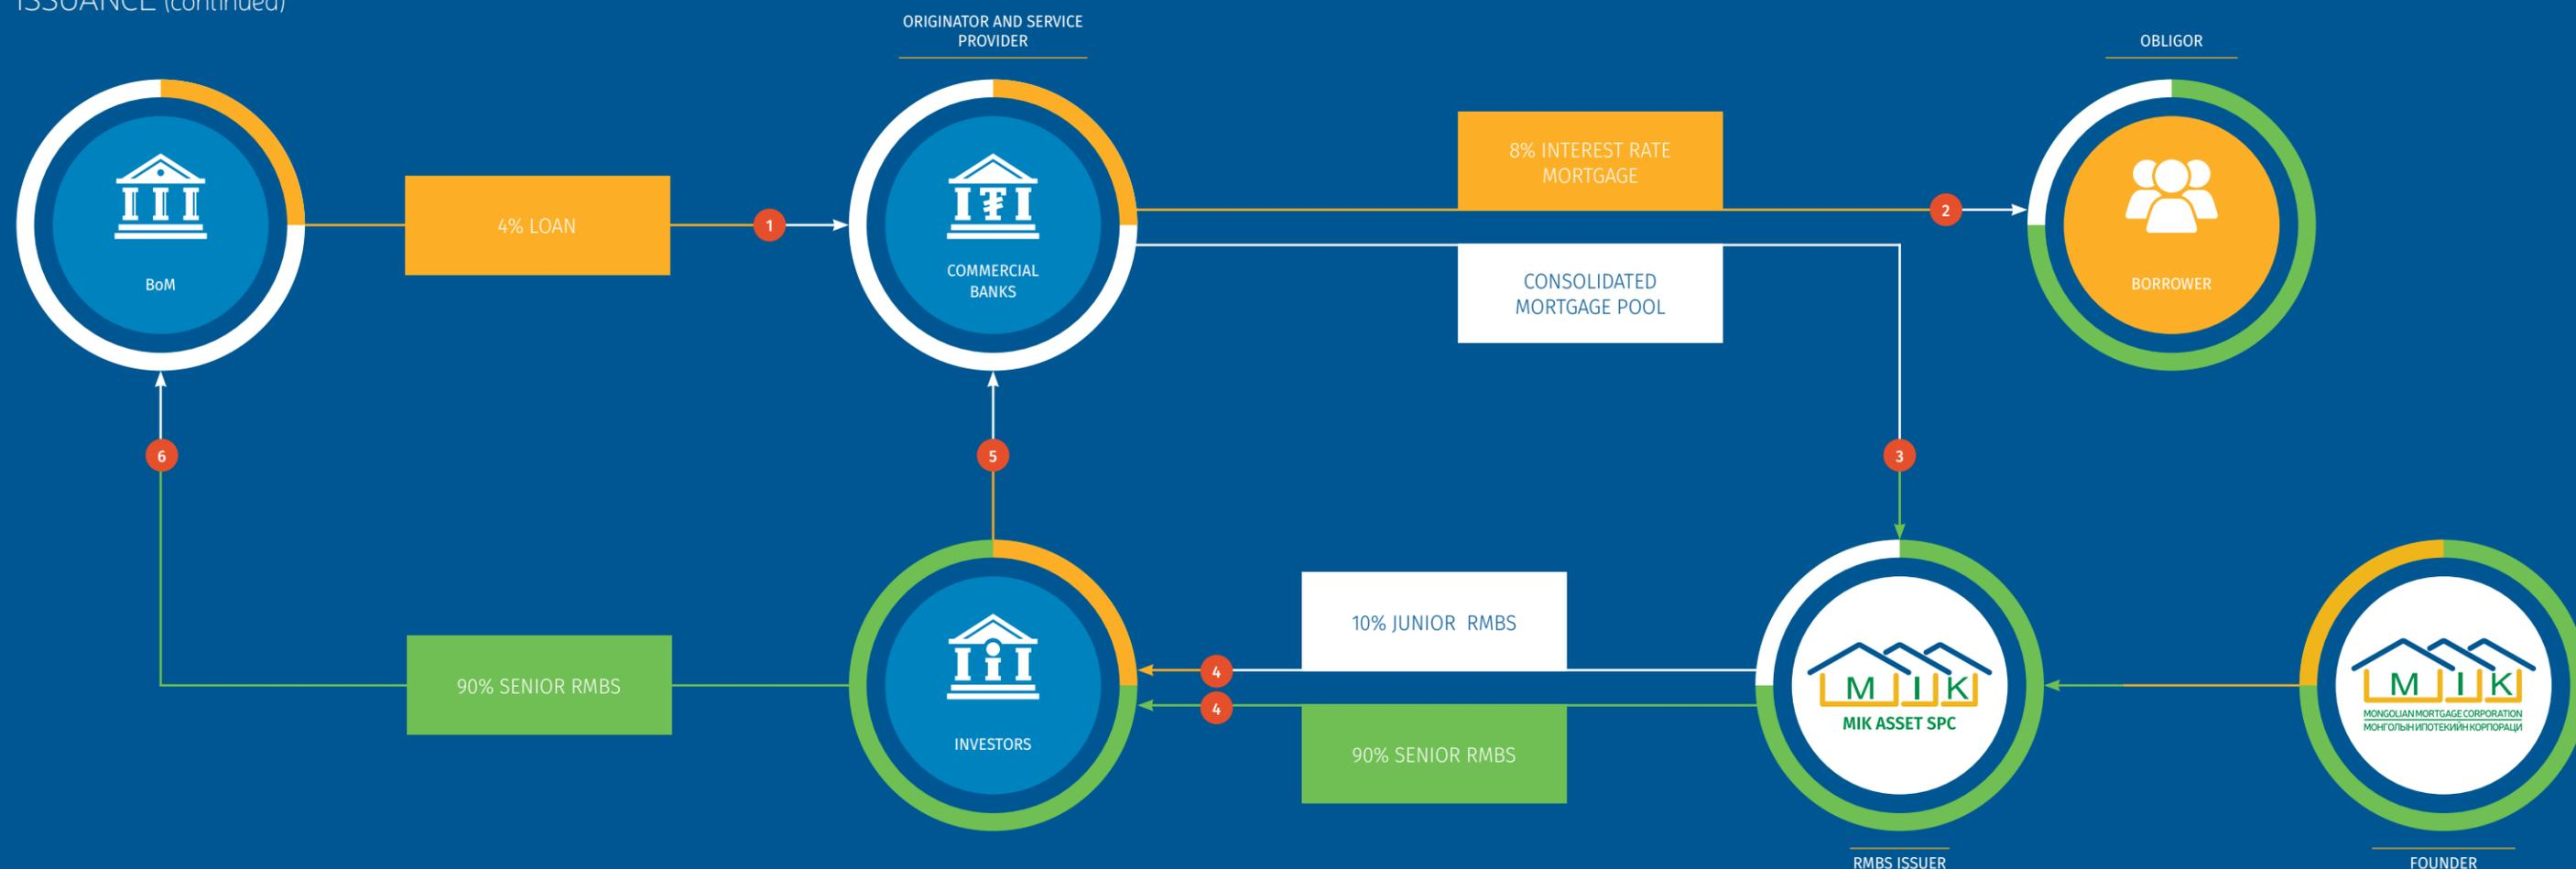 ISSUANCE (continued)
ORIGINATOR AND SERVICE
PROVIDER
OBLIGOR
BoM
4% LOAN
1
COMMERCIAL
BANKS
8% INTEREST RATE
MORTGAGE
2
CONSOLIDATED
MORTGAGE POOL
BORROWER
6
5
3
90% SENIOR RMBS
INVESTORS
10% JUNIOR RMBS
4
4
90% SENIOR RMBS
MIK
MIK ASSET SPC
MIK
MONGOLIAN MORTGAGE CORPORATION
МОНГОЛЫН ИПОТЕКИЙН КОРПОРАЦИ
RMBS ISSUER
FOUNDER